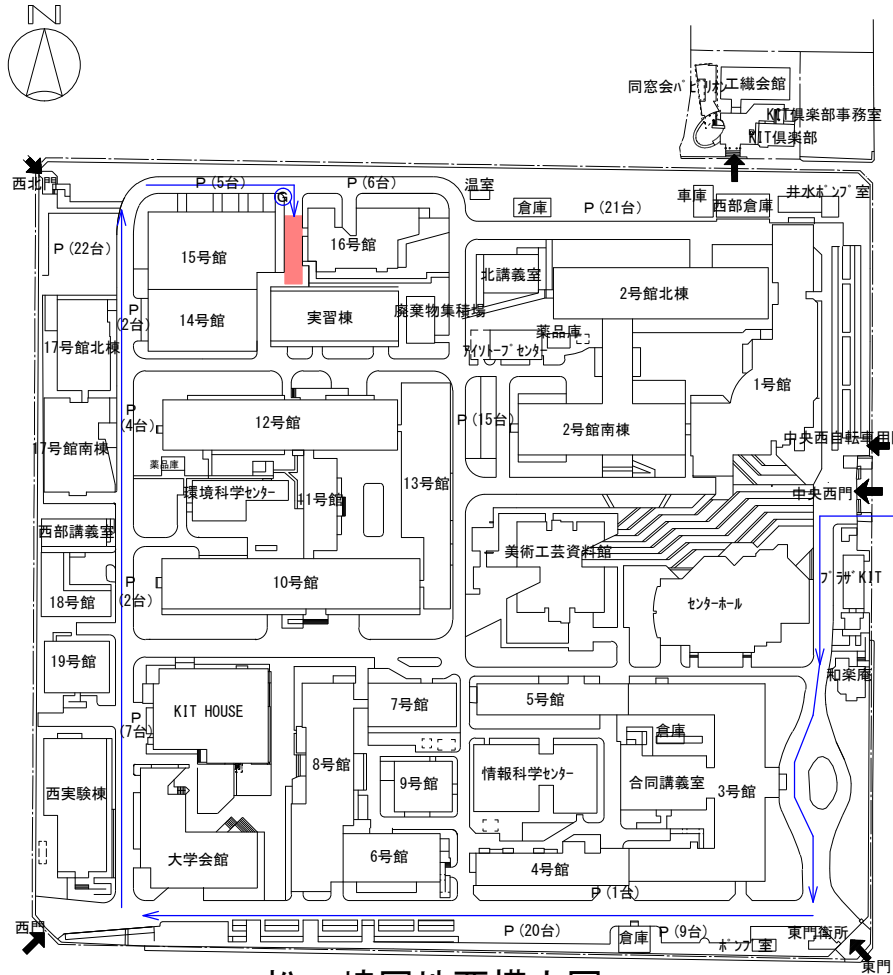 N
同窓会パビリオン
工繊会館
KIT倶楽部事務室
KIT倶楽部
西北門
P (5台)
P (6台)
温室
倉庫
P (21台)
車庫
西部倉庫
井水ポンプ室
G
P (22台)
15号館
16号館
北講義室
2号館北棟
P
(2台)
14号館
実習棟
廃棄物集積場
薬品庫
アイソトープセンター
17号館北棟
1号館
P
(4台)
12号館
P (15台)
2号館南棟
中央西自転車用
17号館南棟
薬品庫
環境科学センター
11号館
13号館
中央西門
西部講義室
美術工芸資料館
10号館
P
(2台)
18号館
センターホール
プラザKIT
19号館
和楽庵
KIT HOUSE
7号館
5号館
P
(7台)
倉庫
8号館
西実験棟
9号館
情報科学センター
合同講義室
3号館
大学会館
6号館
4号館
P (1台)
西門
P (20台)
倉庫
P (9台)
ポンプ室
東門衛所
東門